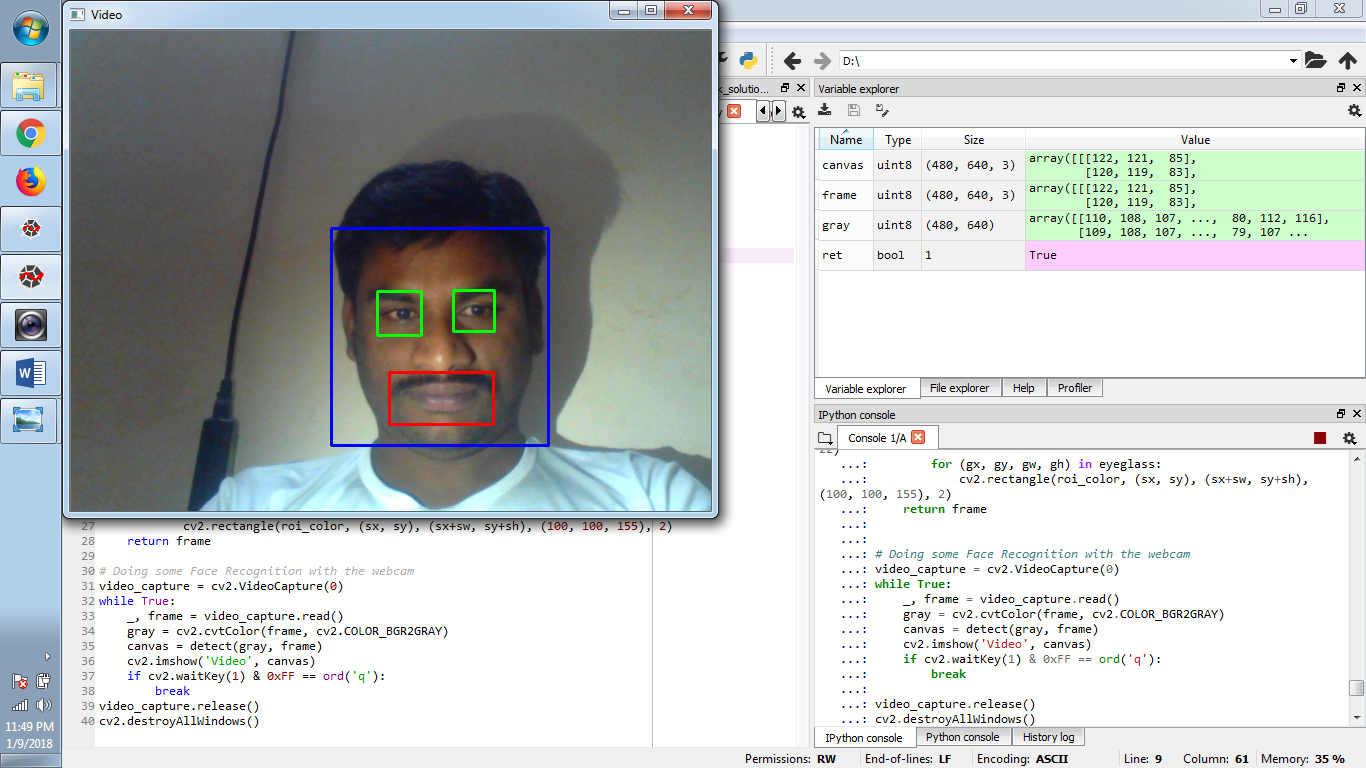 Video
D:\
k_solutio...
y
Variable explorer
Name Type Size Value
canvas uint8 (480, 640, 3) array([[[122, 121,  85],
[120, 119,  83],
frame uint8 (480, 640, 3) array([[[122, 121,  85],
[120, 119,  83],
gray uint8 (480, 640) array([[110, 108, 107, ...,  80, 112, 116],
[109, 108, 107, ...,  79, 107 ...
ret bool 1 True
Variable explorer File explorer Help Profiler
IPython console
Console 1/A
22)
...:         for (gx, gy, gw, gh) in eyeglass:
...:             cv2.rectangle(roi_color, (sx, sy), (sx+sw, sy+sh),
(100, 100, 155), 2)
...:     return frame
...:
...:
...: # Doing some Face Recognition with the webcam
...: video_capture = cv2.VideoCapture(0)
...: while True:
...:     _, frame = video_capture.read()
...:     gray = cv2.cvtColor(frame, cv2.COLOR_BGR2GRAY)
...:     canvas = detect(gray, frame)
...:     cv2.imshow('Video', canvas)
...:     if cv2.waitKey(1) & 0xFF == ord('q'):
...:         break
...:
...: video_capture.release()
...: cv2.destroyAllWindows()
IPython console Python console History log
27             cv2.rectangle(roi_color, (sx, sy), (sx+sw, sy+sh), (100, 100, 155), 2)
28     return frame
29
30 # Doing some Face Recognition with the webcam
31 video_capture = cv2.VideoCapture(0)
32 while True:
33     _, frame = video_capture.read()
34     gray = cv2.cvtColor(frame, cv2.COLOR_BGR2GRAY)
35     canvas = detect(gray, frame)
36     cv2.imshow('Video', canvas)
37     if cv2.waitKey(1) & 0xFF == ord('q'):
38         break
39 video_capture.release()
40 cv2.destroyAllWindows()
Permissions: RW End-of-lines: LF Encoding: ASCII Line: 9 Column: 61 Memory: 35 %
11:49 PM
1/9/2018